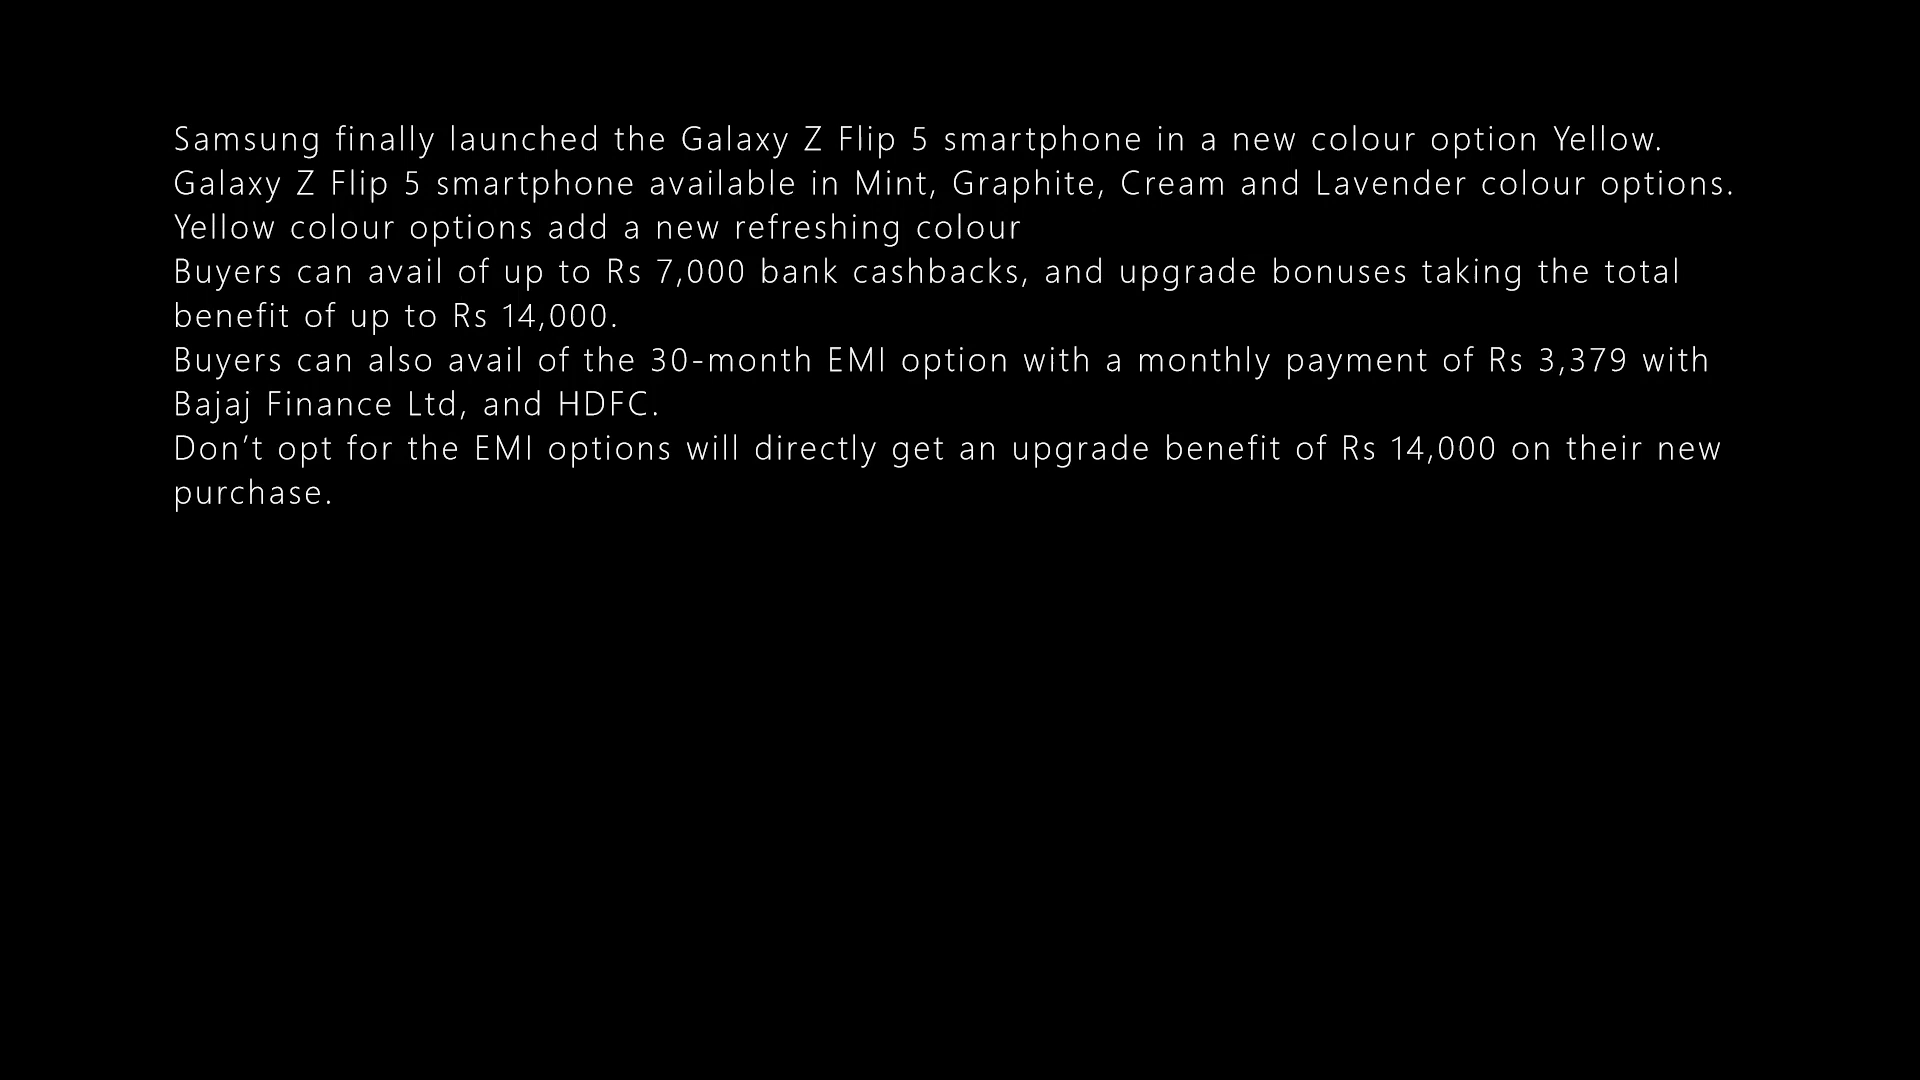 Samsung finally launched the Galaxy Z Flip 5 smartphone in a new colour option Yellow.
Galaxy Z Flip 5 smartphone available in Mint, Graphite, Cream and Lavender colour options.
Yellow colour options add a new refreshing colour
Buyers can avail of up to Rs 7,000 bank cashbacks, and upgrade bonuses taking the total
benefit of up to Rs 14,000.
Buyers can also avail of the 30-month EMI option with a monthly payment of Rs 3,379 with
Bajaj Finance Ltd, and HDFC.
Don’t opt for the EMI options will directly get an upgrade benefit of Rs 14,000 on their new
purchase.